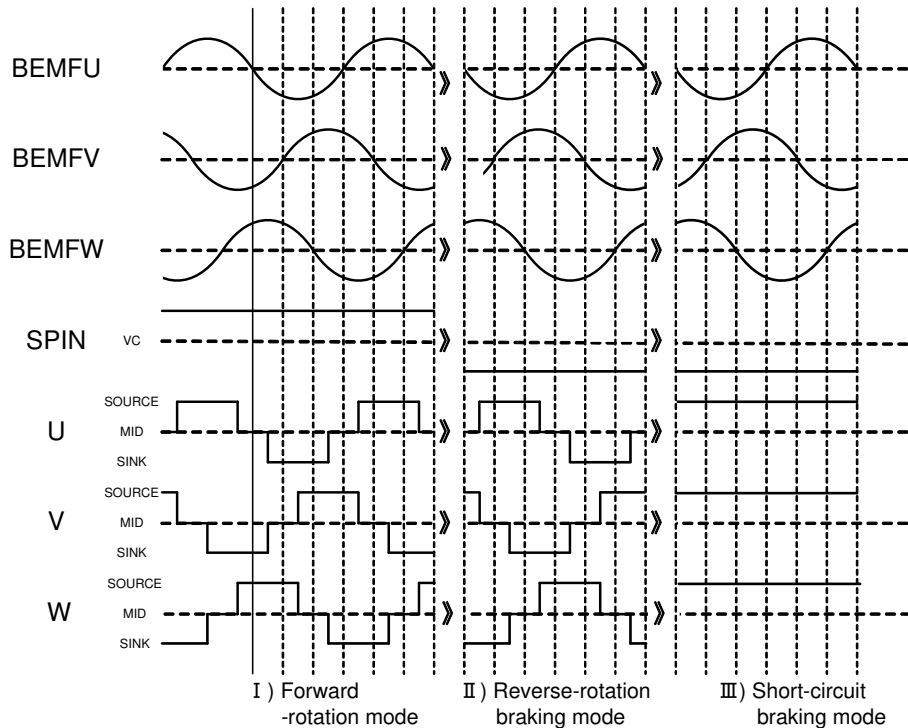 BEMFU
BEMFV
BEMFW
SPIN VC
SOURCE
U MID
SINK
SOURCE
V MID
SINK
SOURCE
W MID
SINK
Ⅰ) Forward
-rotation mode
Ⅱ) Reverse-rotation
braking mode
Ⅲ) Short-circuit
braking mode